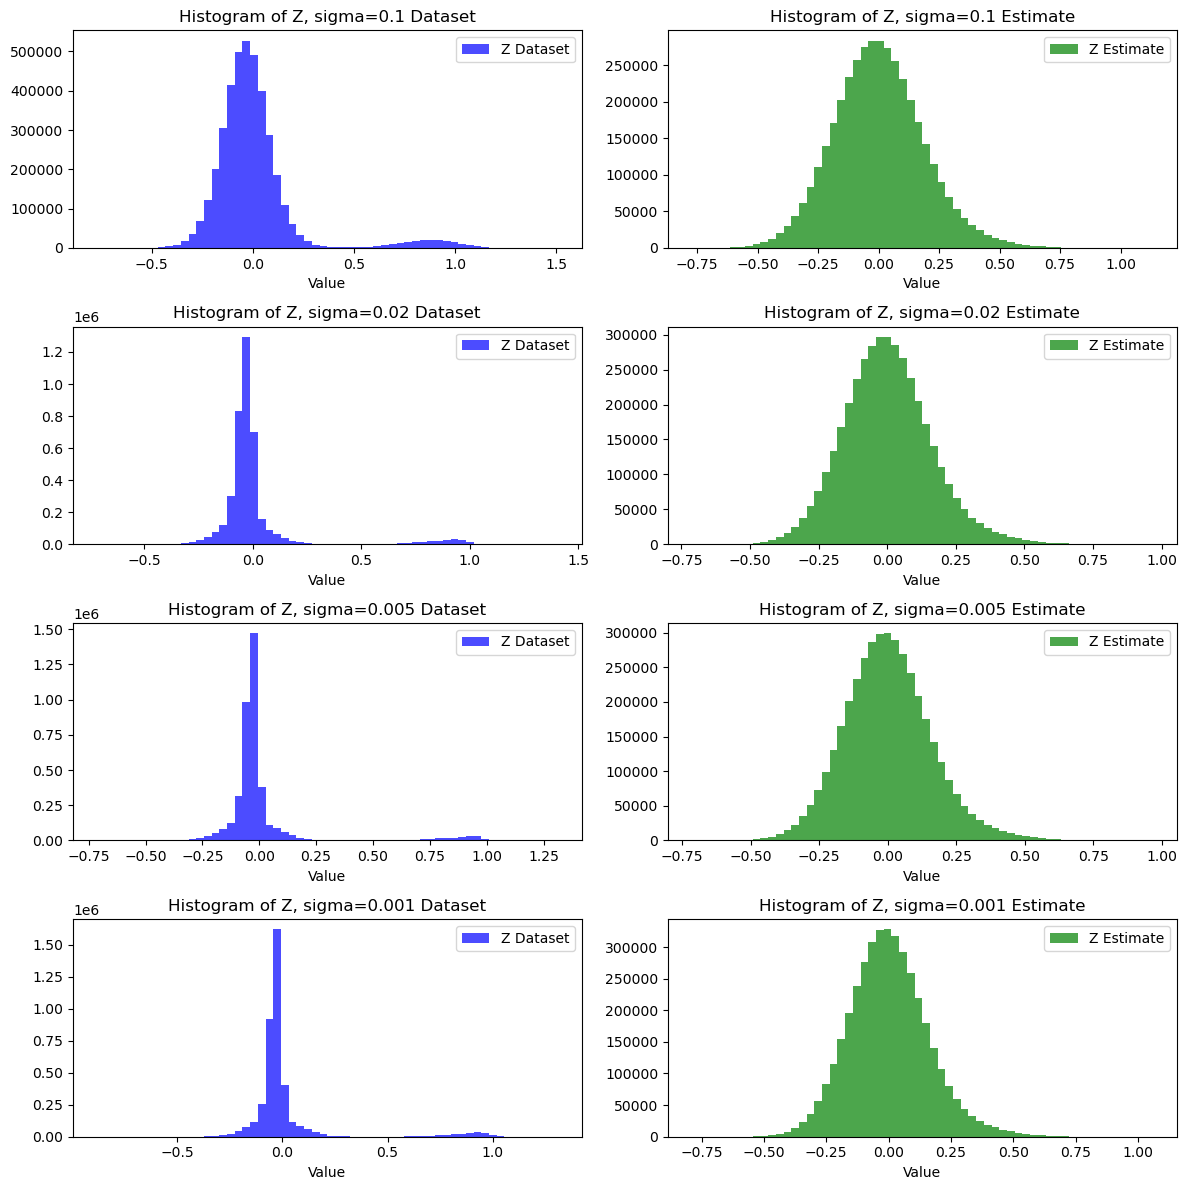 Histogram of Z, sigma=0.1 Dataset
Z Dataset
500000
400000
300000
200000
100000
0
−0.5 0.0 0.5 1.0 1.5
Value
Histogram of Z, sigma=0.1 Estimate
Z Estimate
250000
200000
150000
100000
50000
0
−0.75 −0.50 −0.25 0.00 0.25 0.50 0.75 1.00
Value
Histogram of Z, sigma=0.02 Dataset
1e6
Z Dataset
1.2
1.0
0.8
0.6
0.4
0.2
0.0
−0.5 0.0 0.5 1.0 1.5
Value
Histogram of Z, sigma=0.02 Estimate
Z Estimate
300000
250000
200000
150000
100000
50000
0
−0.75 −0.50 −0.25 0.00 0.25 0.50 0.75 1.00
Value
Histogram of Z, sigma=0.005 Dataset
1e6
Z Dataset
1.50
1.25
1.00
0.75
0.50
0.25
0.00
−0.75 −0.50 −0.25 0.00 0.25 0.50 0.75 1.00 1.25
Value
Histogram of Z, sigma=0.005 Estimate
Z Estimate
300000
250000
200000
150000
100000
50000
0
−0.75 −0.50 −0.25 0.00 0.25 0.50 0.75 1.00
Value
Histogram of Z, sigma=0.001 Dataset
1e6
Z Dataset
1.50
1.25
1.00
0.75
0.50
0.25
0.00
−0.5 0.0 0.5 1.0
Value
Histogram of Z, sigma=0.001 Estimate
Z Estimate
300000
250000
200000
150000
100000
50000
0
−0.75 −0.50 −0.25 0.00 0.25 0.50 0.75 1.00
Value